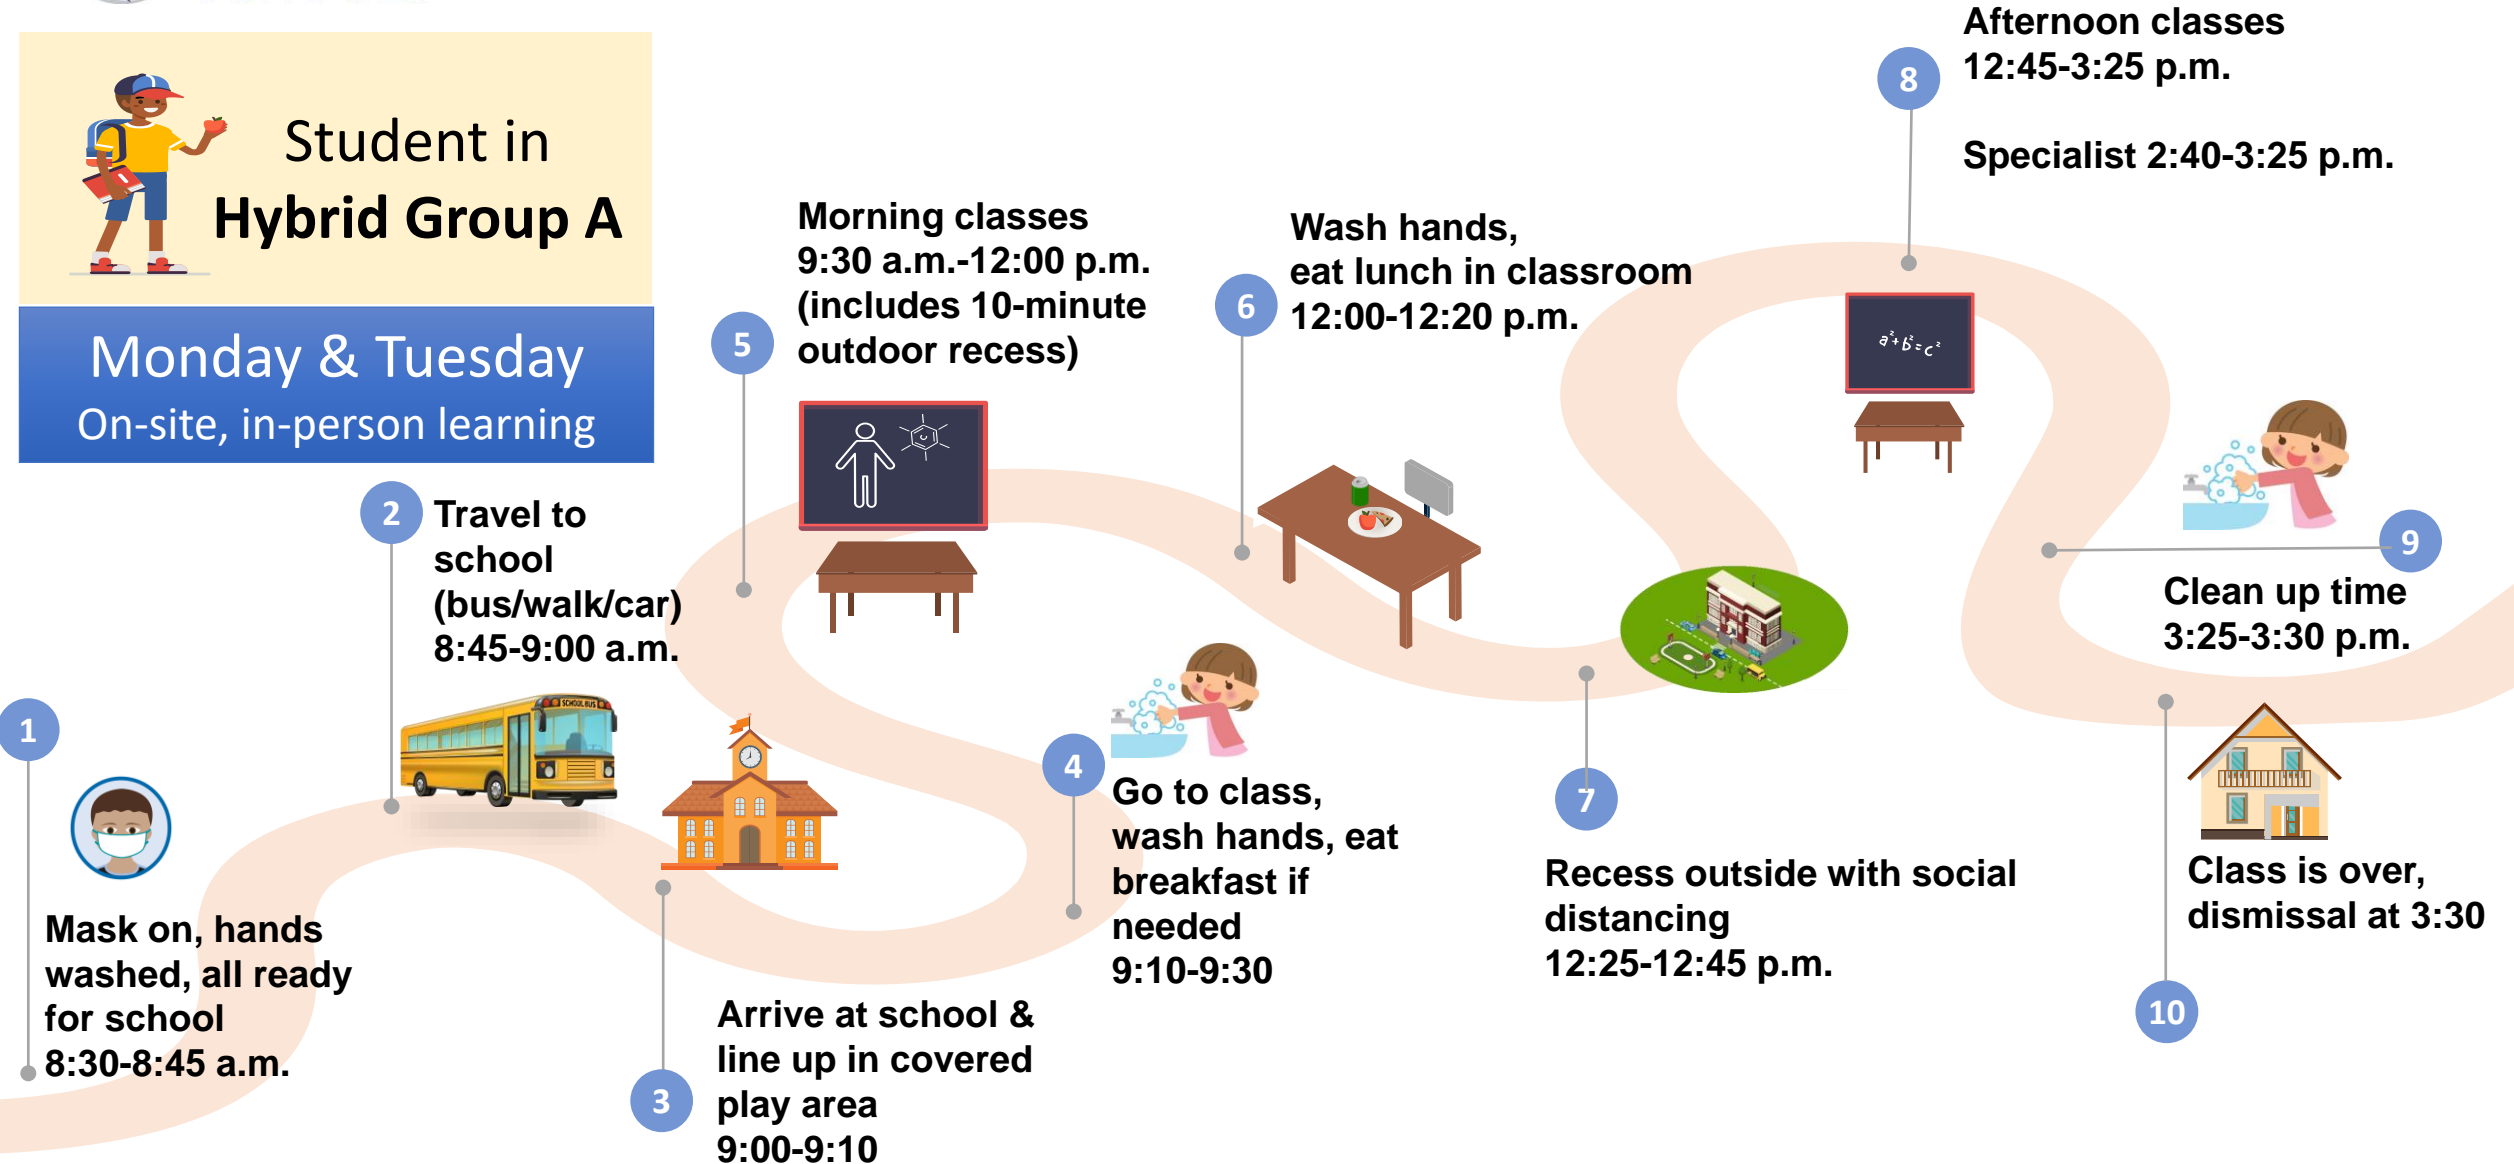 Student in
Hybrid Group A
Monday & Tuesday
On-site, in-person learning
1
Mask on, hands
washed, all ready
for school
8:30-8:45 a.m.
2
Travel to
school
(bus/walk/car)
8:45-9:00 a.m.
SCHOOL BUS
3
Arrive at school &
line up in covered
play area
9:00-9:10
4
Go to class,
wash hands, eat
breakfast if
needed
9:10-9:30
5
Morning classes
9:30 a.m.-12:00 p.m.
(includes 10-minute
outdoor recess)
C
6
Wash hands,
eat lunch in classroom
12:00-12:20 p.m.
7
Recess outside with social
distancing
12:25-12:45 p.m.
8
Afternoon classes
12:45-3:25 p.m.
Specialist 2:40-3:25 p.m.
a²+b²=c²
9
Clean up time
3:25-3:30 p.m.
10
Class is over,
dismissal at 3:30